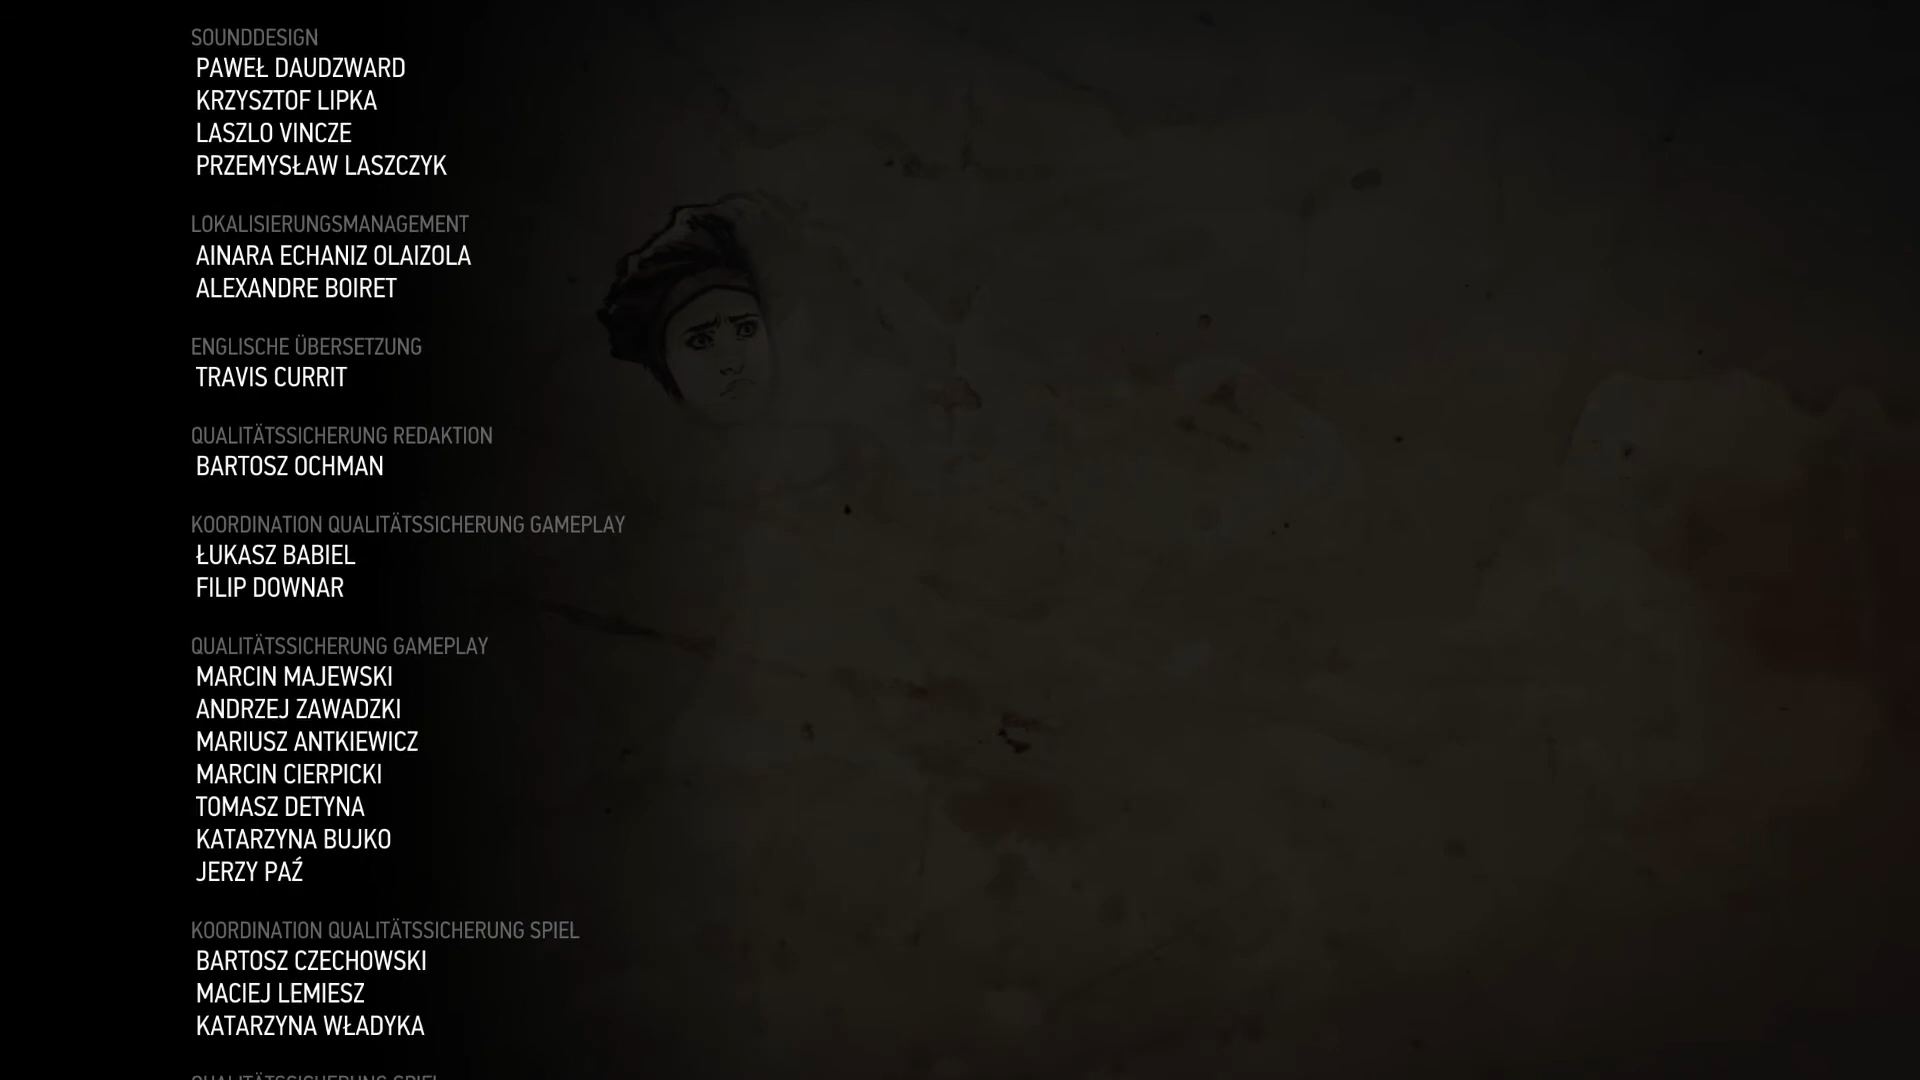 SOUNDDESIGN
PAWEŁ DAUDZWARD
KRZYSZTOF LIPKA
LASZLO VINCZE
PRZEMYSŁAW LASZCZYK
LOKALISIERUNGSMANAGEMENT
AINARA ECHANIZ OLAIZOLA
ALEXANDRE BOIRET
ENGLISCHE ÜBERSETZUNG
TRAVIS CURRIT
QUALITÄTSSICHERUNG REDAKTION
BARTOSZ OCHMAN
KOORDINATION QUALITÄTSSICHERUNG GAMEPLAY
ŁUKASZ BABIEL
FILIP DOWNAR
QUALITÄTSSICHERUNG GAMEPLAY
MARCIN MAJEWSKI
ANDRZEJ ZAWADZKI
MARIUSZ ANTKIEWICZ
MARCIN CIERPICKI
TOMASZ DETYNA
KATARZYNA BUJKO
JERZY PAŹ
KOORDINATION QUALITÄTSSICHERUNG SPIEL
BARTOSZ CZECHOWSKI
MACIEJ LEMIESZ
KATARZYNA WŁADYKA
QUALITÄTSSICHERUNG SPIEL